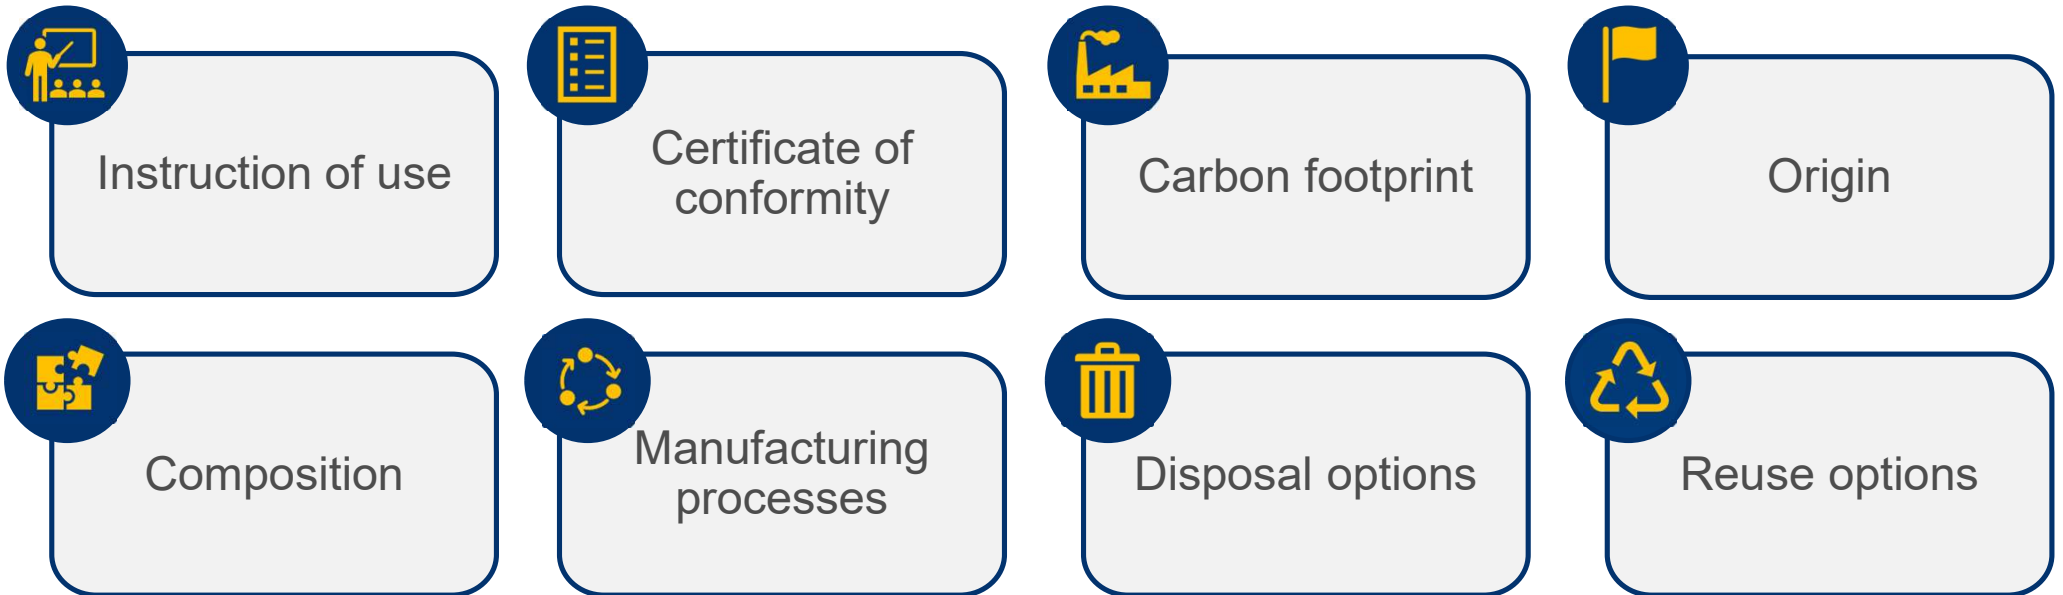 Instruction of use
Certificate of
conformity
Carbon footprint
Origin
Composition
Manufacturing
processes
Disposal options
Reuse options